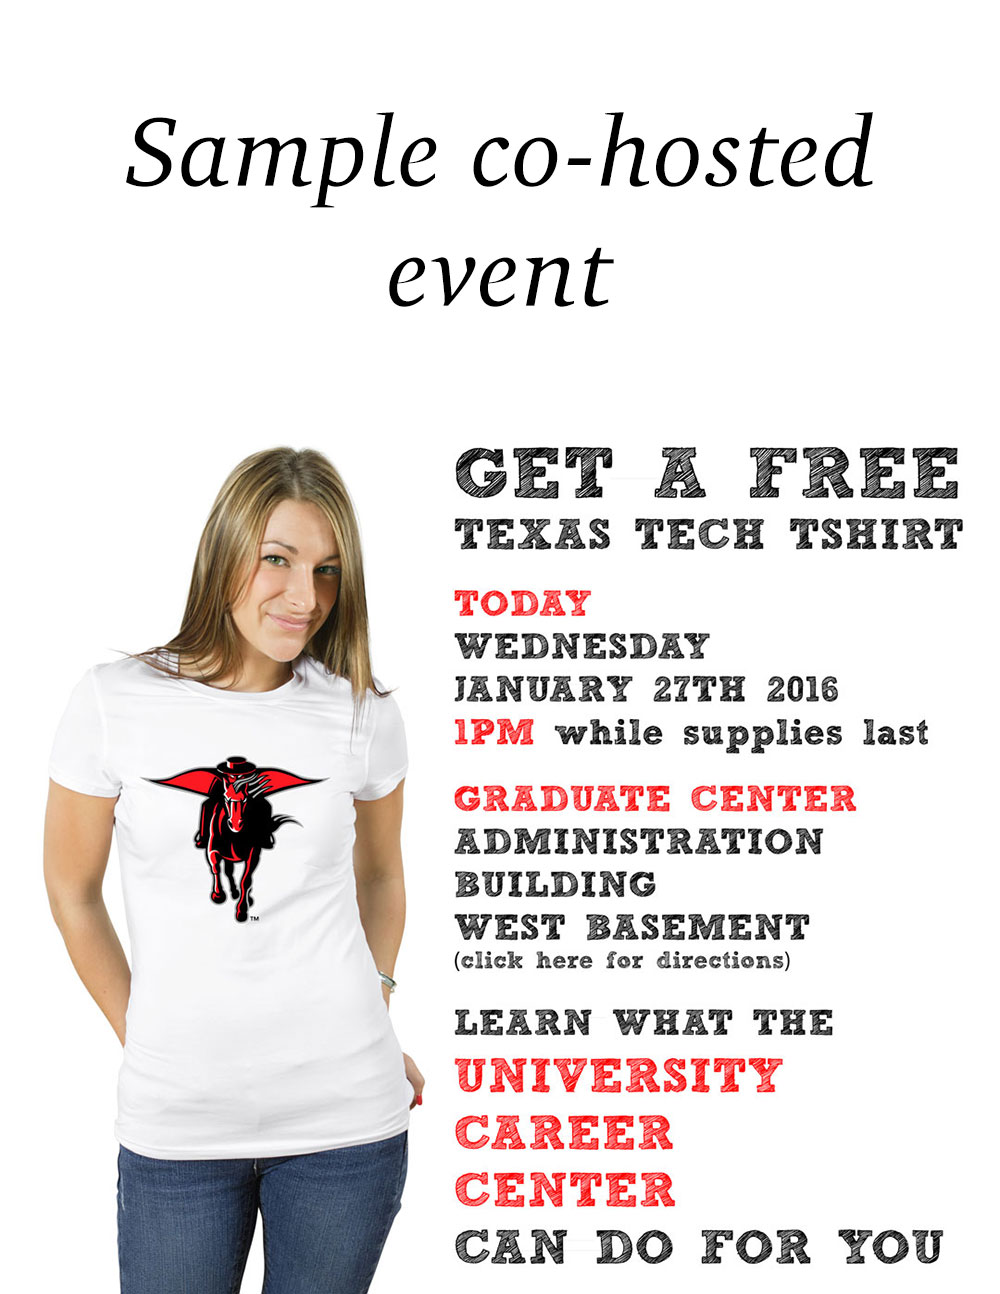 Sample co-hosted
event
GET A FREE
TEXAS TECH TSHIRT
TODAY
WEDNESDAY
JANUARY 27TH 2016
1PM while supplies last
GRADUATE CENTER
ADMINISTRATION
BUILDING
WEST BASEMENT
(click here for directions)
LEARN WHAT THE
UNIVERSITY
CAREER
CENTER
CAN DO FOR YOU
TM